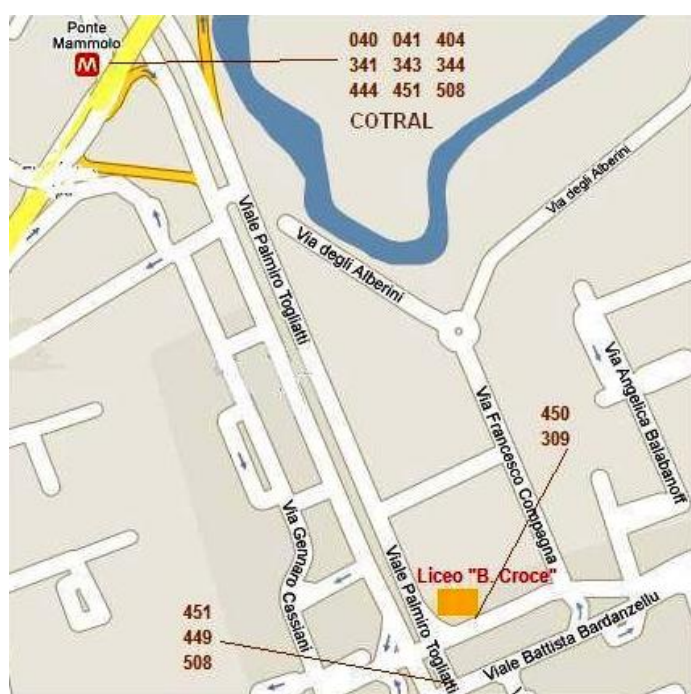 Ponte
Mammolo
M
040 041 404
341 343 344
444 451 508
COTRAL
Via degli Alberini
Viale Palmiro Togliatti
Via degli Alberini
Via Angelica Balabanoff
Via Francesco Compagna
450
309
Via Gennaro Cassiani
Viale Palmiro Togliatti
Liceo "B. Croce"
Viale Battista Bardanzellu
451
449
508